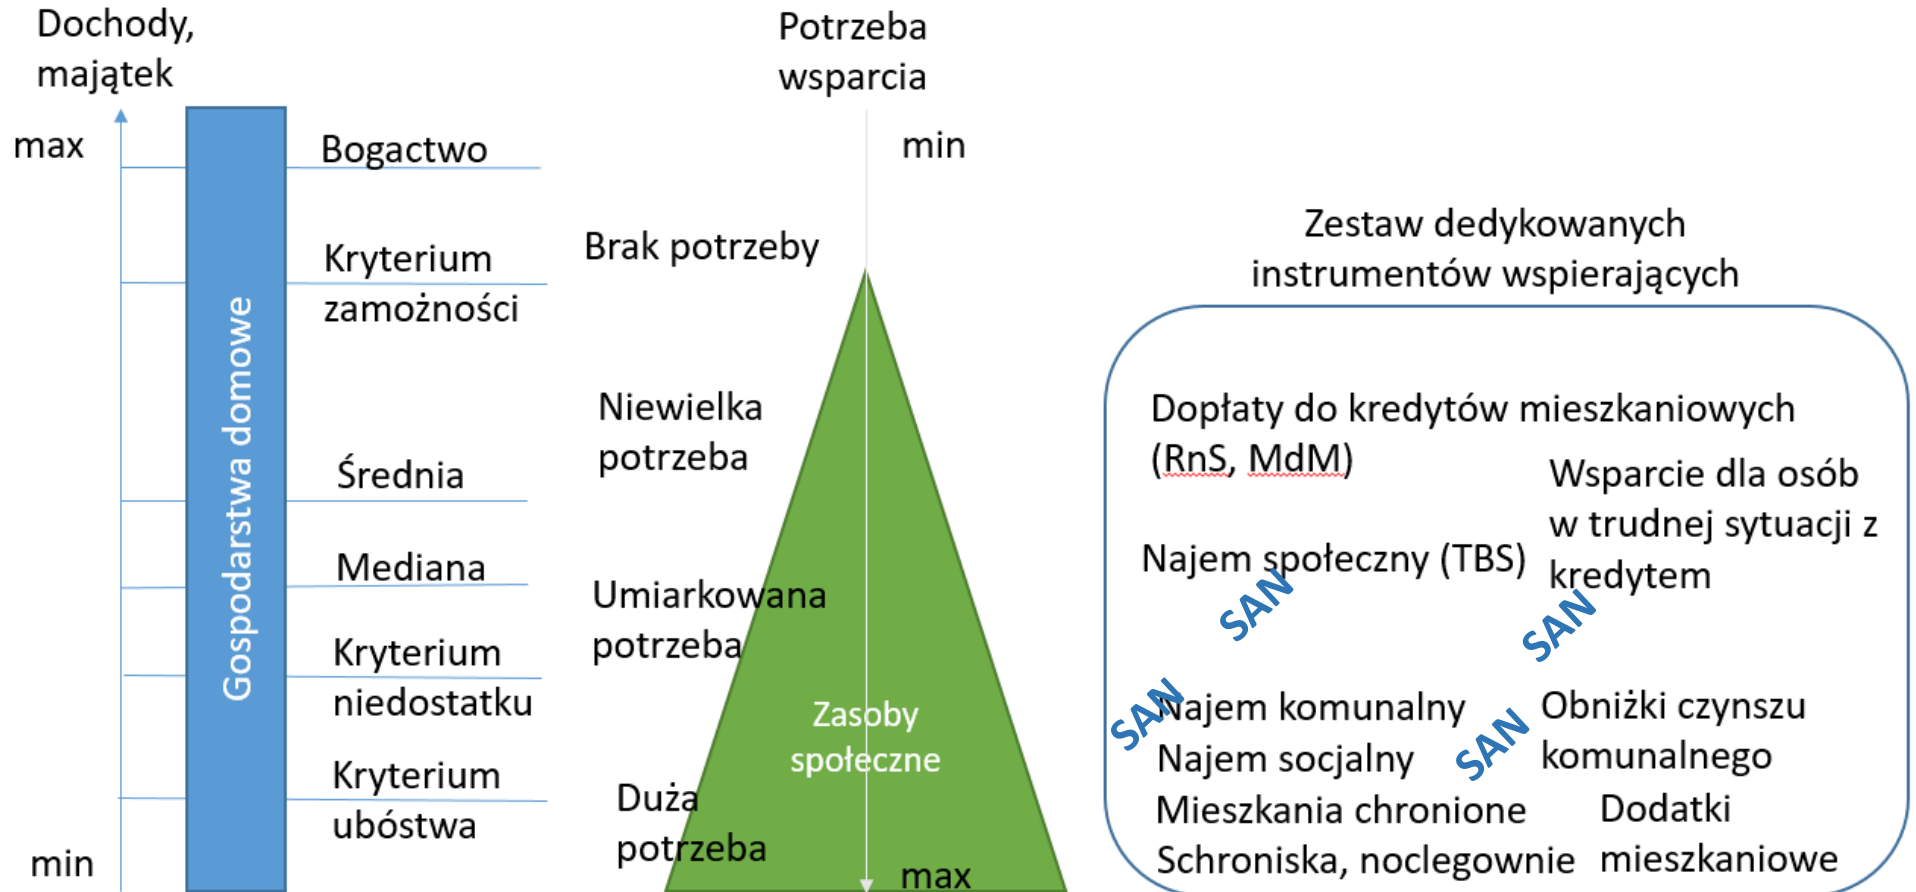 Dochody,
majątek
max
min
Gospodarstwa domowe
Bogactwo
Kryterium
zamożności
Średnia
Mediana
Kryterium
niedostatku
Kryterium
ubóstwa
Potrzeba
wsparcia
min
Brak potrzeby
Niewielka
potrzeba
Umiarkowana
potrzeba
Duża
potrzeba
Zasoby
społeczne
max
Zestaw dedykowanych
instrumentów wspierających
Dopłaty do kredytów mieszkaniowych
(RnS, MdM)
Wsparcie dla osób
w trudnej sytuacji z
kredytem
Najem społeczny (TBS)
SAN
SAN
SAN
SAN
Najem komunalny
Najem socjalny
Mieszkania chronione
Schroniska, noclegownie
Obniżki czynszu
komunalnego
Dodatki
mieszkaniowe